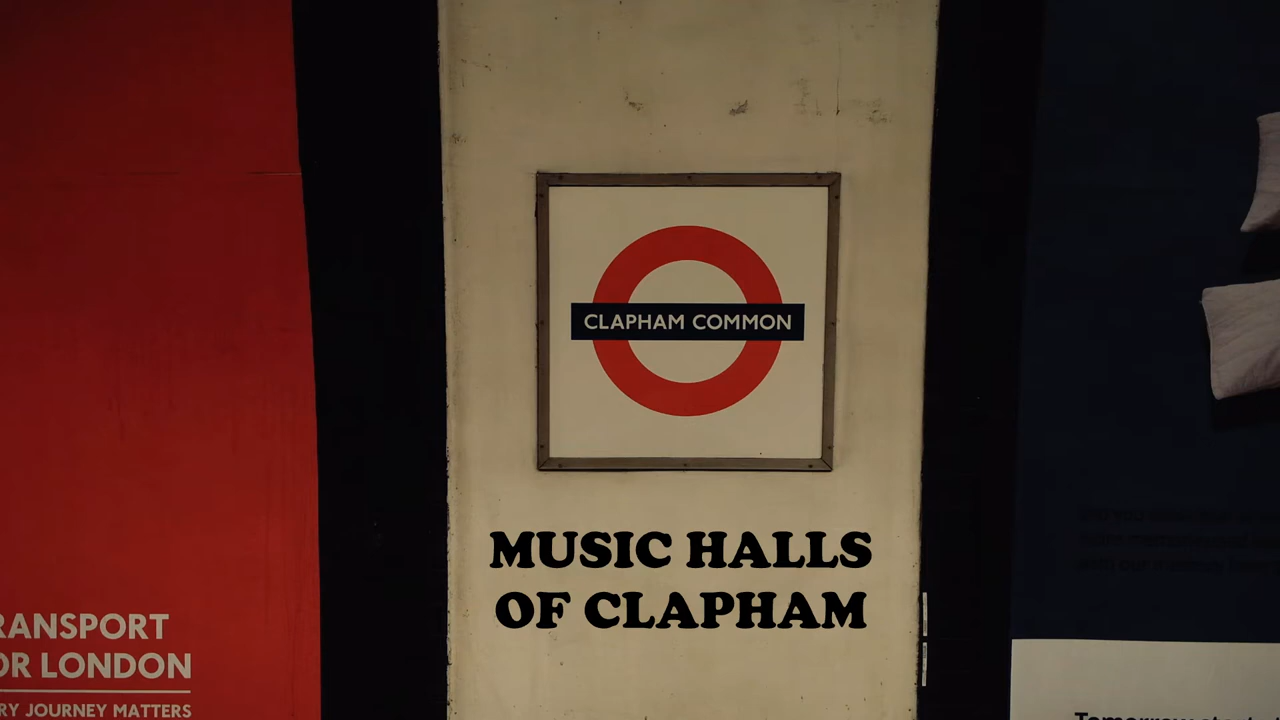 CLAPHAM COMMON
MUSIC HALLS
OF CLAPHAM
RANSPORT
OR LONDON
RY JOURNEY MATTERS